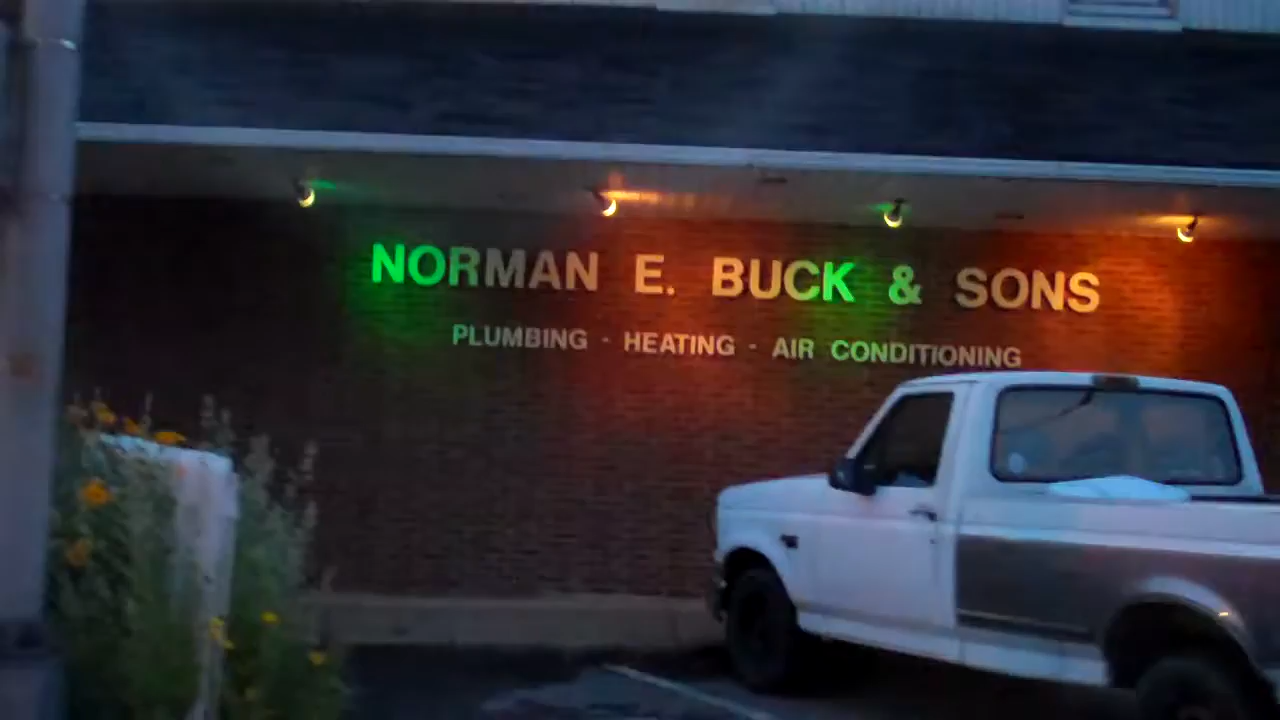 NORMAN E. BUCK & SONS
PLUMBING - HEATING - AIR CONDITIONING